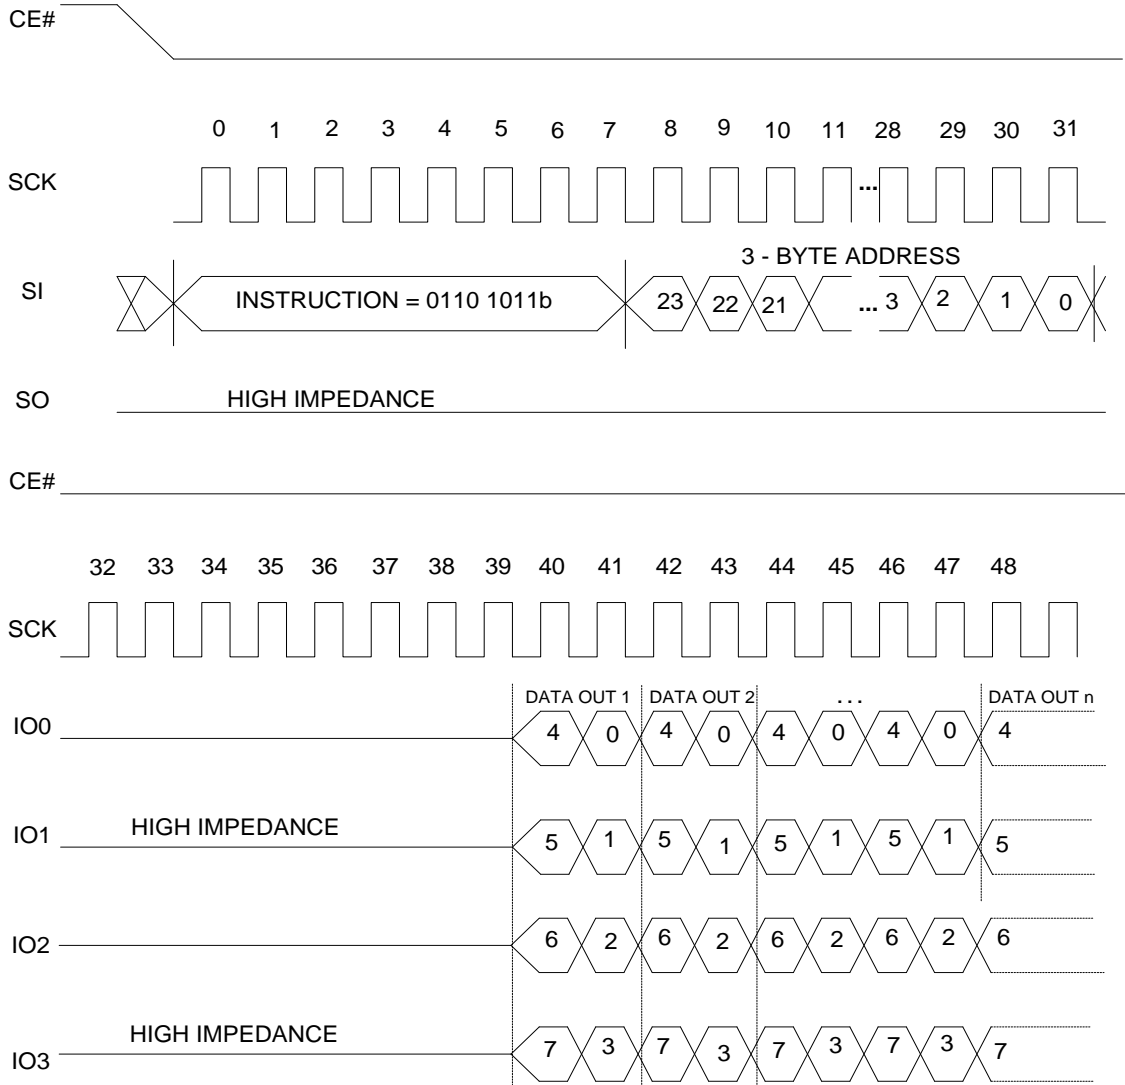 CE#
0 1 2 3 4 5 6 7 8 9 10 11 28 29 30 31
SCK ...
3 - BYTE ADDRESS
SI INSTRUCTION = 0110 1011b 23 22 21 ... 3 2 1 0
SO HIGH IMPEDANCE
CE#
32 33 34 35 36 37 38 39 40 41 42 43 44 45 46 47 48
SCK
DATA OUT 1 DATA OUT 2 ... DATA OUT n
IO0 4 0 4 0 4 0 4 0 4
IO1 HIGH IMPEDANCE 5 1 5 1 5 1 5 1 5
IO2 6 2 6 2 6 2 6 2 6
IO3 HIGH IMPEDANCE 7 3 7 3 7 3 7 3 7